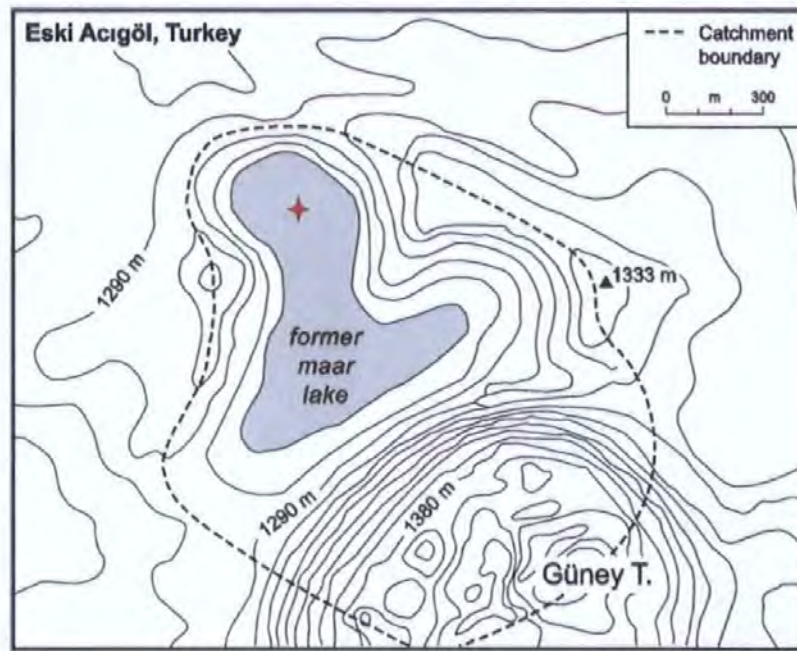 Eski Acıgöl, Turkey
Catchment
boundary
0 m 300
1290 m
1333 m
former
maar
lake
1290 m
1380 m
Güney T.